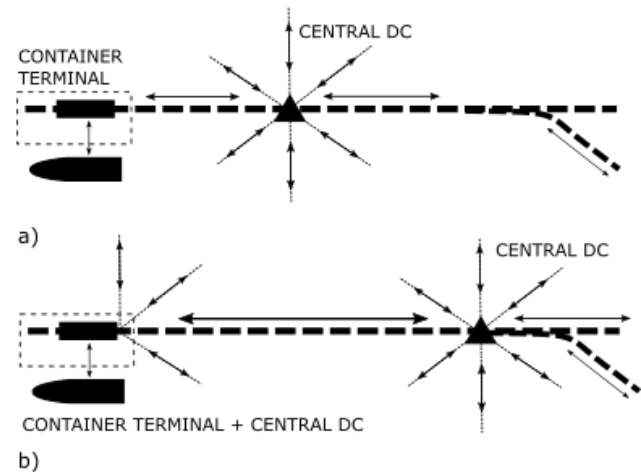 CENTRAL DC
CONTAINER
TERMINAL
a)
CENTRAL DC
CONTAINER TERMINAL + CENTRAL DC
b)